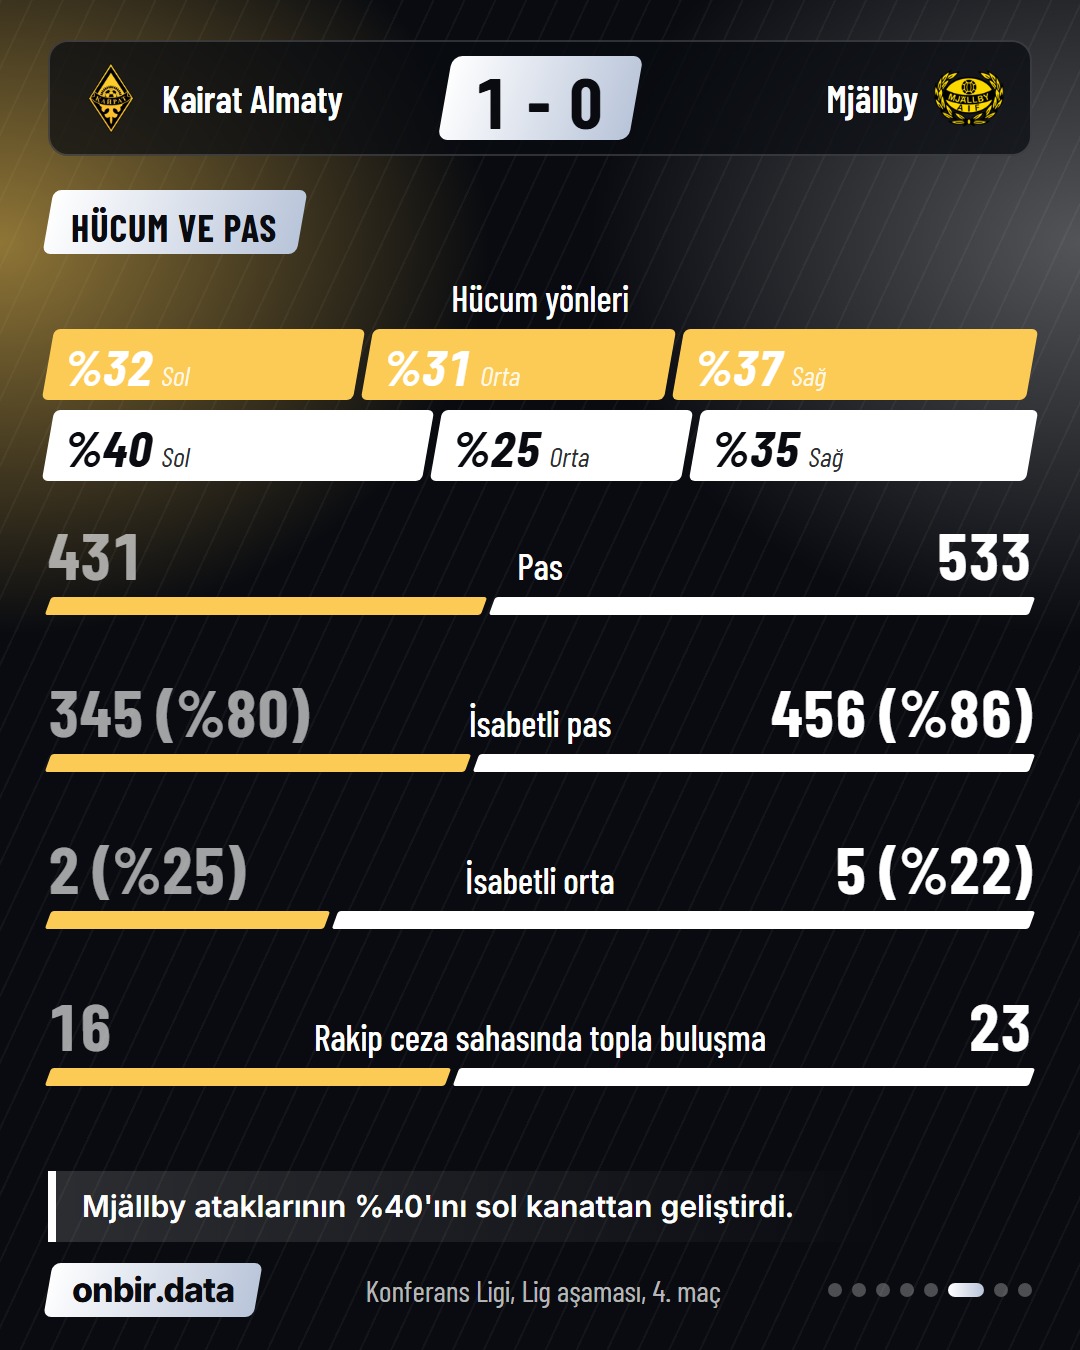 Kairat Almaty
1 - 0
Mjällby
MJÄLLBY
AIF
HÜCUM VE PAS
Hücum yönleri
%32 Sol
%31 Orta
%37 Sağ
%40 Sol
%25 Orta
%35 Sağ
431
Pas
533
345 (%80)
İsabetli pas
456 (%86)
2 (%25)
İsabetli orta
5 (%22)
16
Rakip ceza sahasında topla buluşma
23
Mjällby ataklarının %40'ını sol kanattan geliştirdi.
onbir.data
Konferans Ligi, Lig aşaması, 4. maç